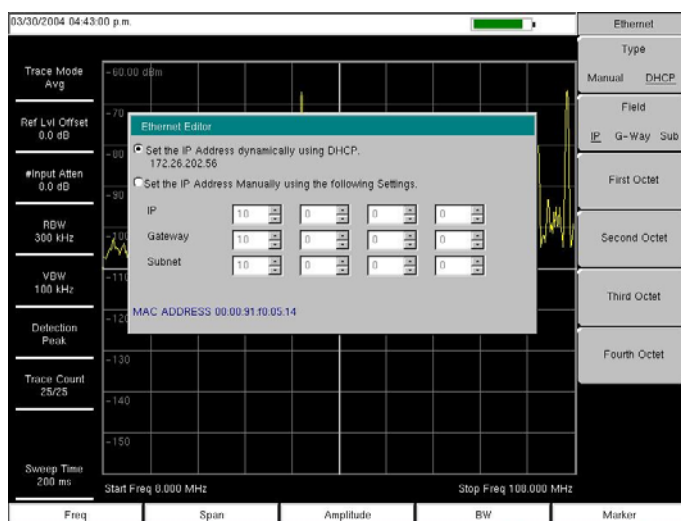 03/30/2004 04:43:00 p.m.
Ethernet
Type
Manual DHCP
Field
IP G-Way Sub
First Octet
Second Octet
Third Octet
Fourth Octet
Trace Mode
Avg
Ref Lvl Offset
0.0 dB
#Input Atten
0.0 dB
RBW
300 kHz
VBW
100 kHz
Detection
Peak
Trace Count
25/25
Sweep Time
200 ms
-60.00 dBm
-70
-80
-90
-100
-110
-120
-130
-140
-150
Ethernet Editor
Set the IP Address dynamically using DHCP.
172.26.202.56
Set the IP Address Manually using the following Settings.
IP 10 0 0 0
Gateway 10 0 0 0
Subnet 10 0 0 0
MAC ADDRESS 00.00.91.f0.05.14
Start Freq 8.000 MHz Stop Freq 108.000 MHz
Freq Span Amplitude BW Marker